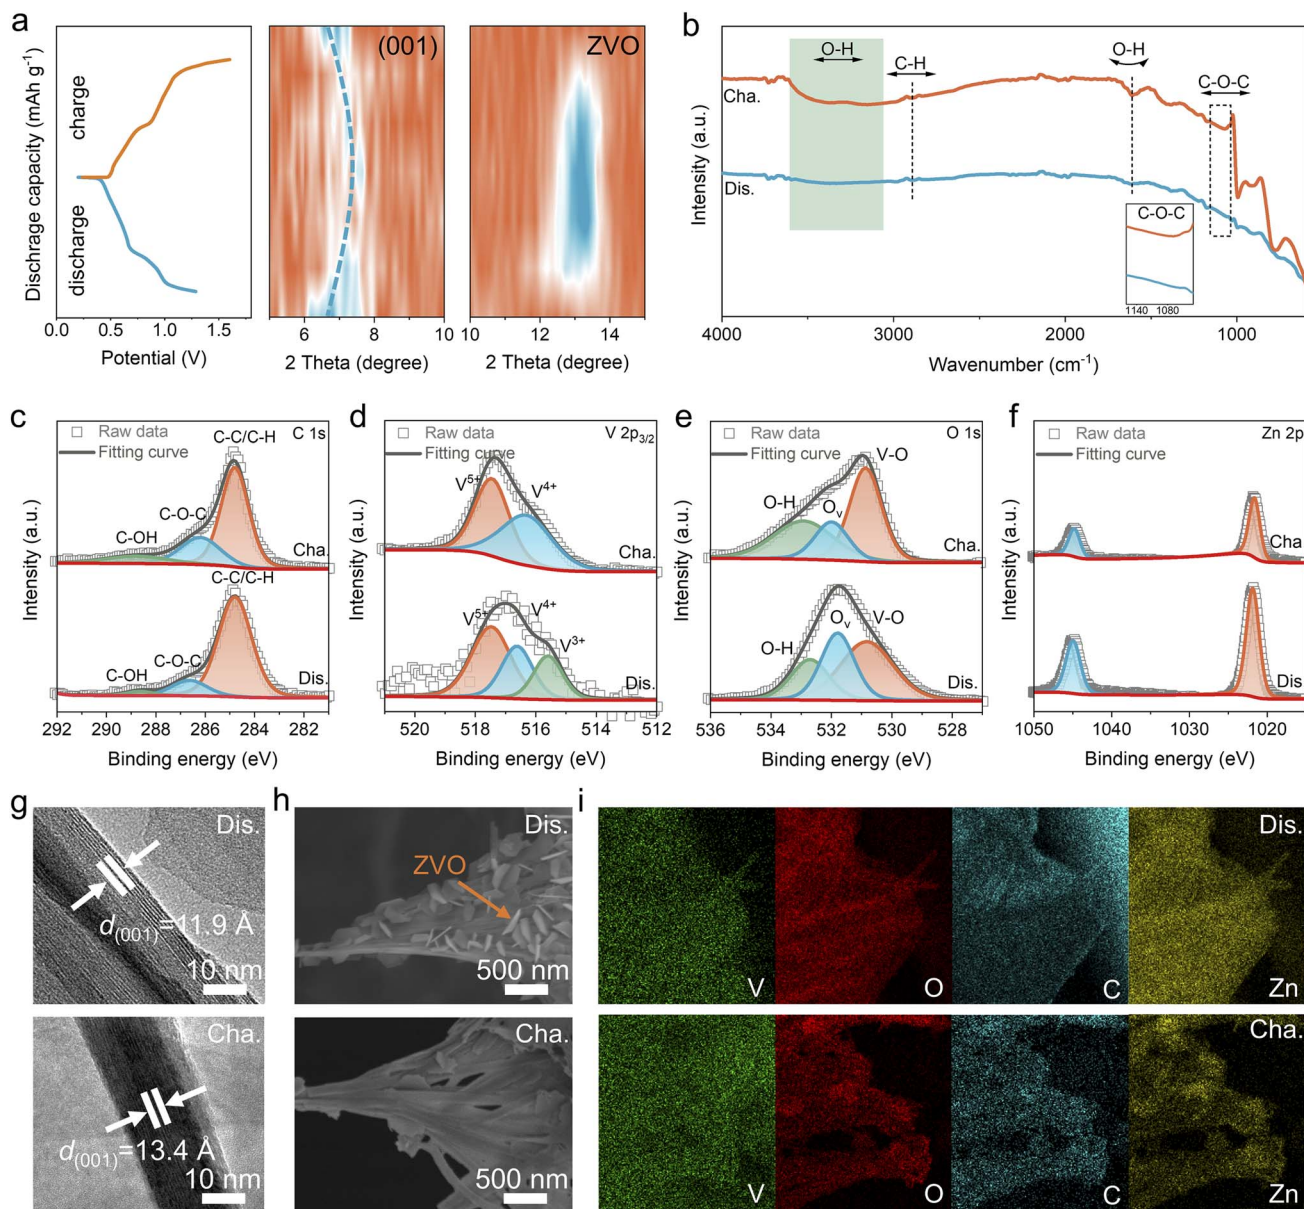 a
Dischrage capacity (mAh g⁻¹)
discharge
charge
0.0 0.5 1.0 1.5
Potential (V)
(001)
6 8 10
2 Theta (degree)
ZVO
10 12 14
2 Theta (degree)
b
Intensity (a.u.)
O-H
C-H
O-H
C-O-C
Cha.
Dis.
C-O-C
1140 1080
4000 3000 2000 1000
Wavenumber (cm⁻¹)
c
Raw data
Fitting curve
C 1s
C-C/C-H
C-O-C
C-OH
Cha.
C-C/C-H
C-O-C
C-OH
Dis.
Intensity (a.u.)
292 290 288 286 284 282
Binding energy (eV)
d
Raw data
Fitting curve
V 2p₃/₂
V⁵⁺
V⁴⁺
Cha.
V⁵⁺
V⁴⁺
V³⁺
Dis.
Intensity (a.u.)
520 518 516 514 512
Binding energy (eV)
e
Raw data
Fitting curve
O 1s
V-O
O-H
Oᵥ
Cha.
Oᵥ
V-O
O-H
Dis.
Intensity (a.u.)
536 534 532 530 528
Binding energy (eV)
f
Raw data
Fitting curve
Zn 2p
Cha.
Dis.
Intensity (a.u.)
1050 1040 1030 1020
Binding energy (eV)
g
Dis.
d(001)=11.9 Å
10 nm
Cha.
d(001)=13.4 Å
10 nm
h
Dis.
ZVO
500 nm
Cha.
500 nm
i
Dis.
V O C Zn
Cha.
V O C Zn